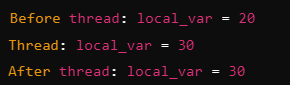 Before thread: local_var = 20
Thread: local_var = 30
After thread: local_var = 30